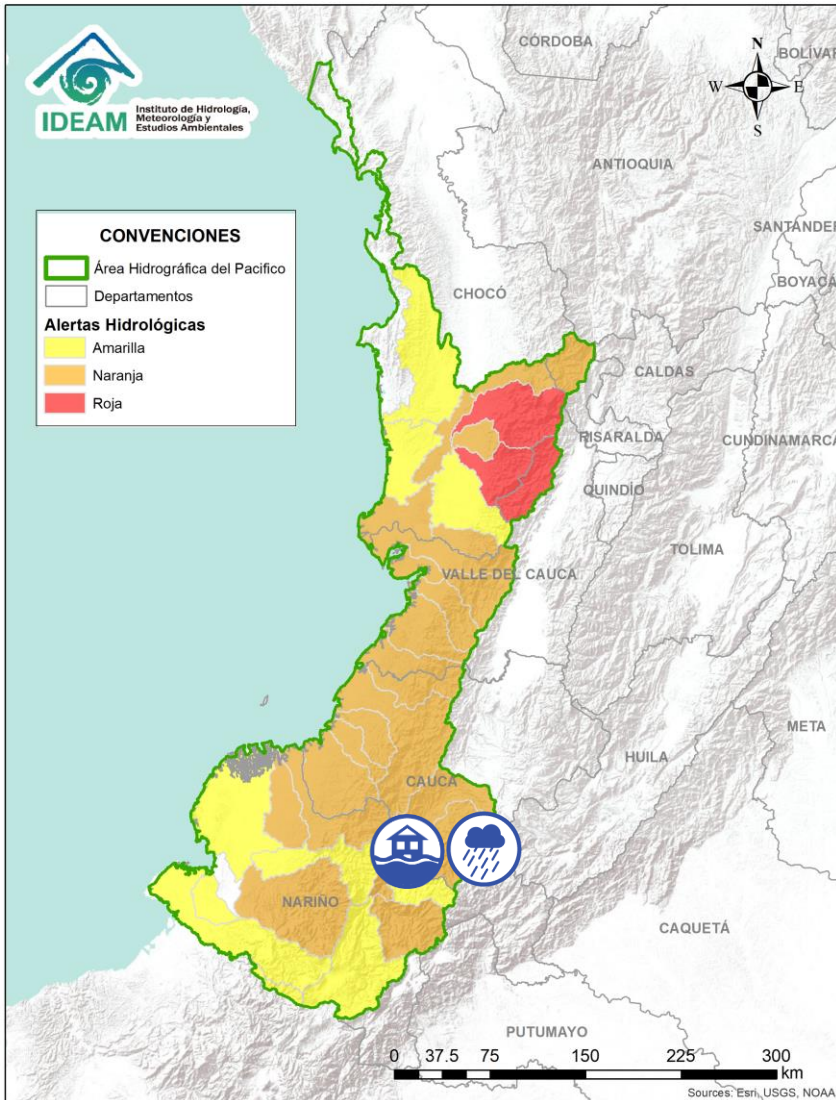 IDEAM
Instituto de Hidrología,
Meteorología y
Estudios Ambientales
N
W
E
S
CÓRDOBA
BOLÍVAR
ANTIOQUIA
SANTANDER
BOYACÁ
CHOCÓ
CALDAS
RISARALDA
CUNDINAMARCA
QUINDÍO
TOLIMA
VALLE DEL CAUCA
META
HUILA
CAUCA
NARIÑO
CAQUETÁ
PUTUMAYO
CONVENCIONES
Área Hidrográfica del Pacifico
Departamentos
Alertas Hidrológicas
Amarilla
Naranja
Roja
0 37.5 75 150 225 300
km
Sources: Esri, USGS, NOAA